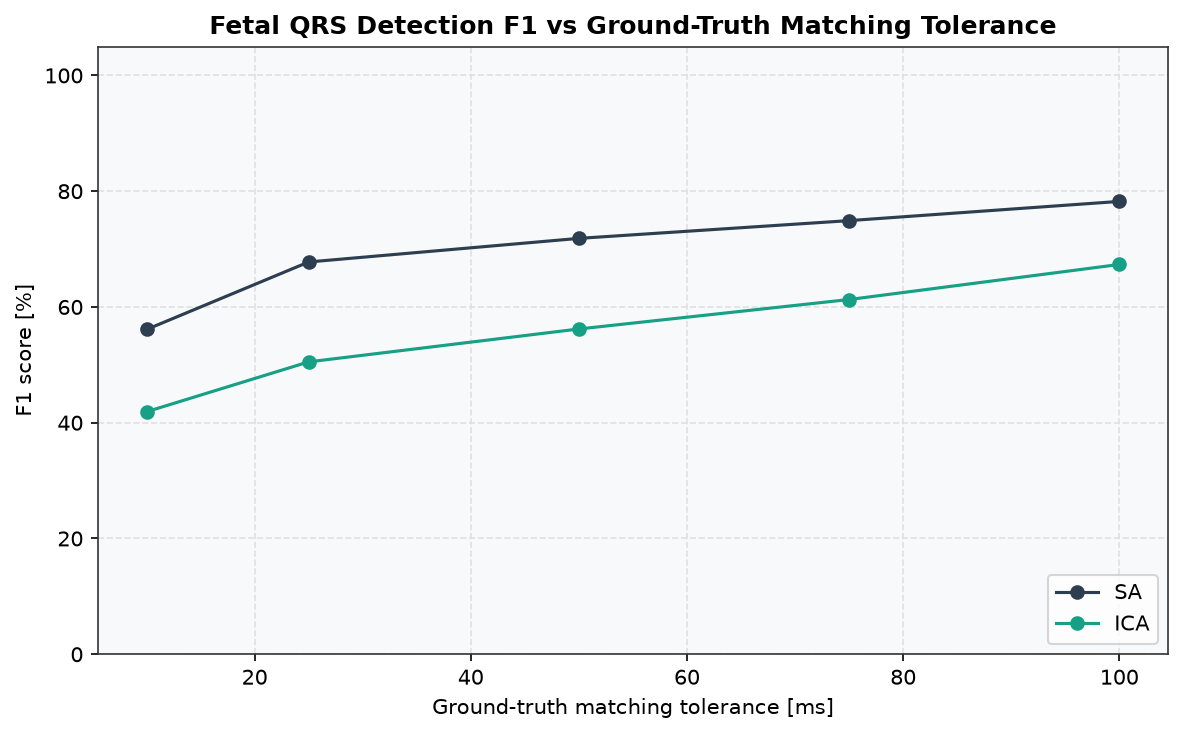 Fetal QRS Detection F1 vs Ground-Truth Matching Tolerance
F1 score [%]
100
80
60
40
20
0
20 40 60 80 100
Ground-truth matching tolerance [ms]
SA
ICA